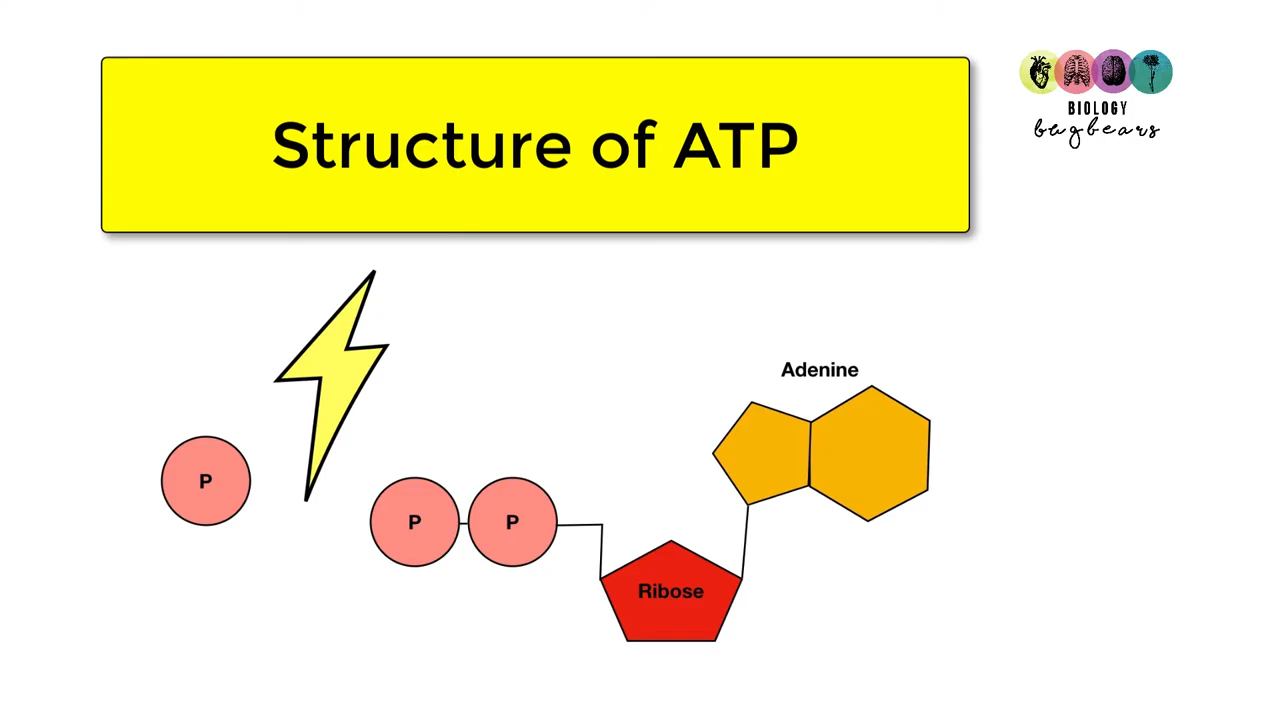 Structure of ATP
BIOLOGY
bugbears
Adenine
P
P
P
Ribose